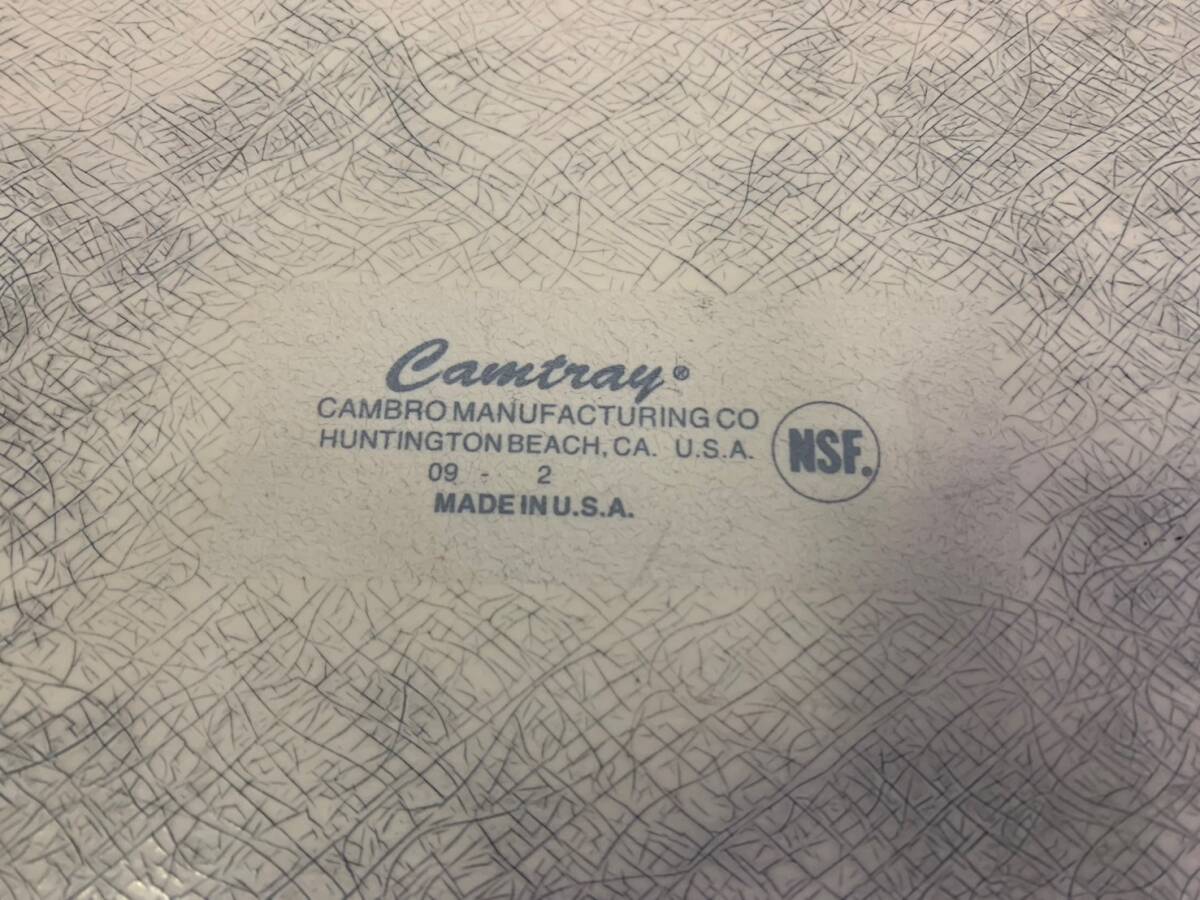 Camtray®
CAMBRO MANUFACTURING CO
HUNTINGTON BEACH, CA. U.S.A.
09 - 2
MADE IN U.S.A.
NSF.